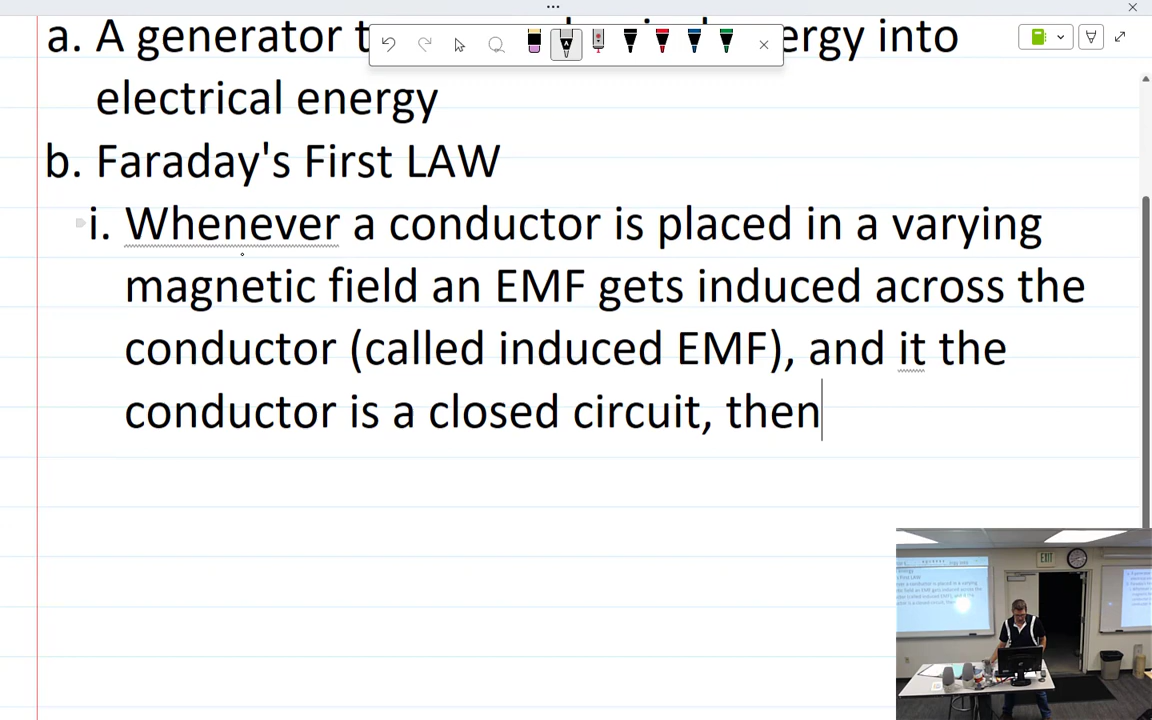 a. A generator t ergy into
electrical energy
b. Faraday's First LAW
i. Whenever a conductor is placed in a varying
magnetic field an EMF gets induced across the
conductor (called induced EMF), and it the
conductor is a closed circuit, then
EXIT